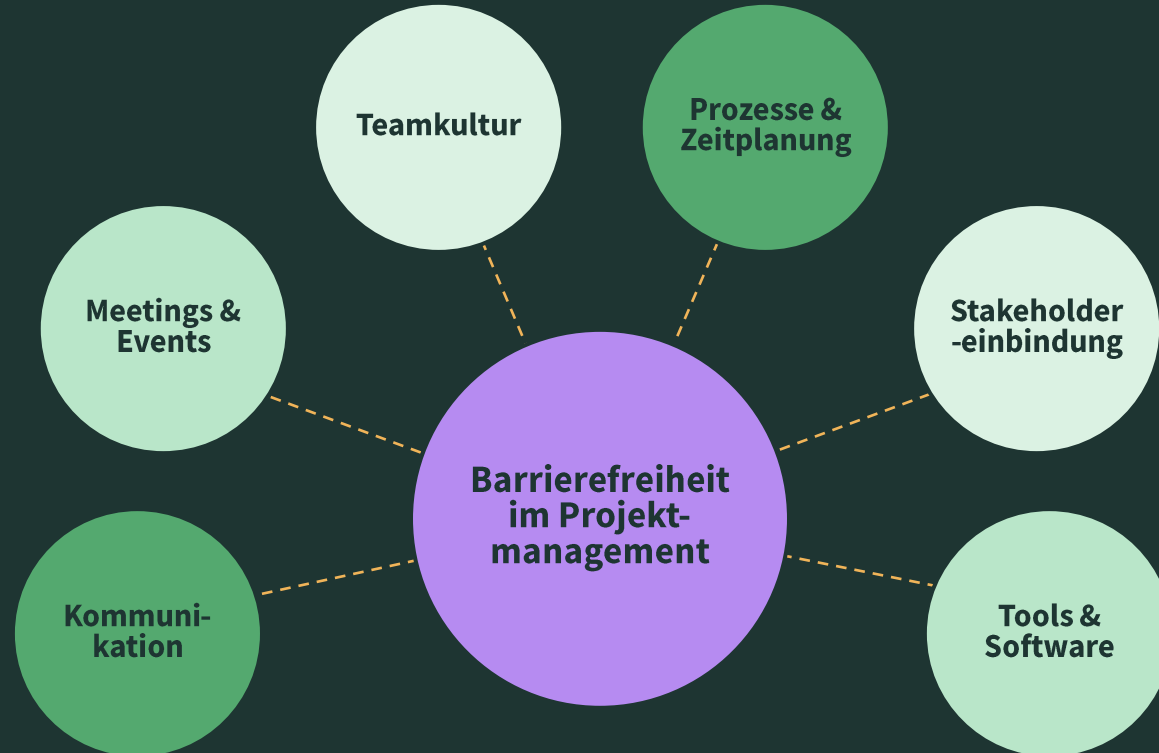 Teamkultur
Prozesse &
Zeitplanung
Meetings &
Events
Stakeholder
-einbindung
Barrierefreiheit
im Projekt-
management
Kommuni-
kation
Tools &
Software